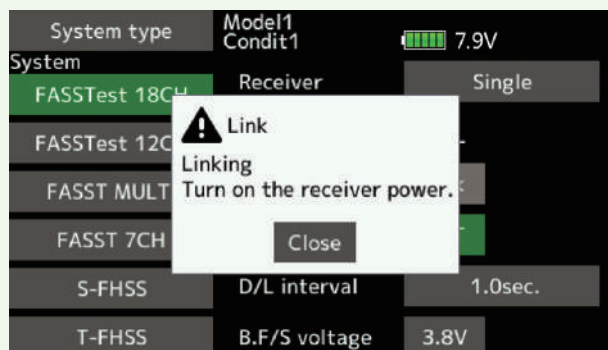 System type
Model1
Condit1
7.9V
System
FASSTest 18CH
Receiver
Single
FASSTest 12C
FASST MULT
FASST 7CH
S-FHSS
T-FHSS
Link
Linking
Turn on the receiver power.
Close
D/L interval
1.0sec.
B.F/S voltage
3.8V